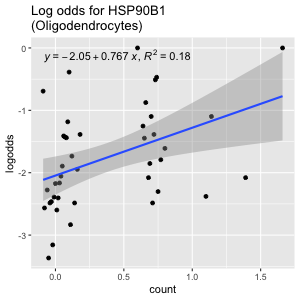 Log odds for HSP90B1
(Oligodendrocytes)
y = −2.05 + 0.767 x, R² = 0.18
0
-1
-2
-3
logodds
0.0 0.5 1.0 1.5
count